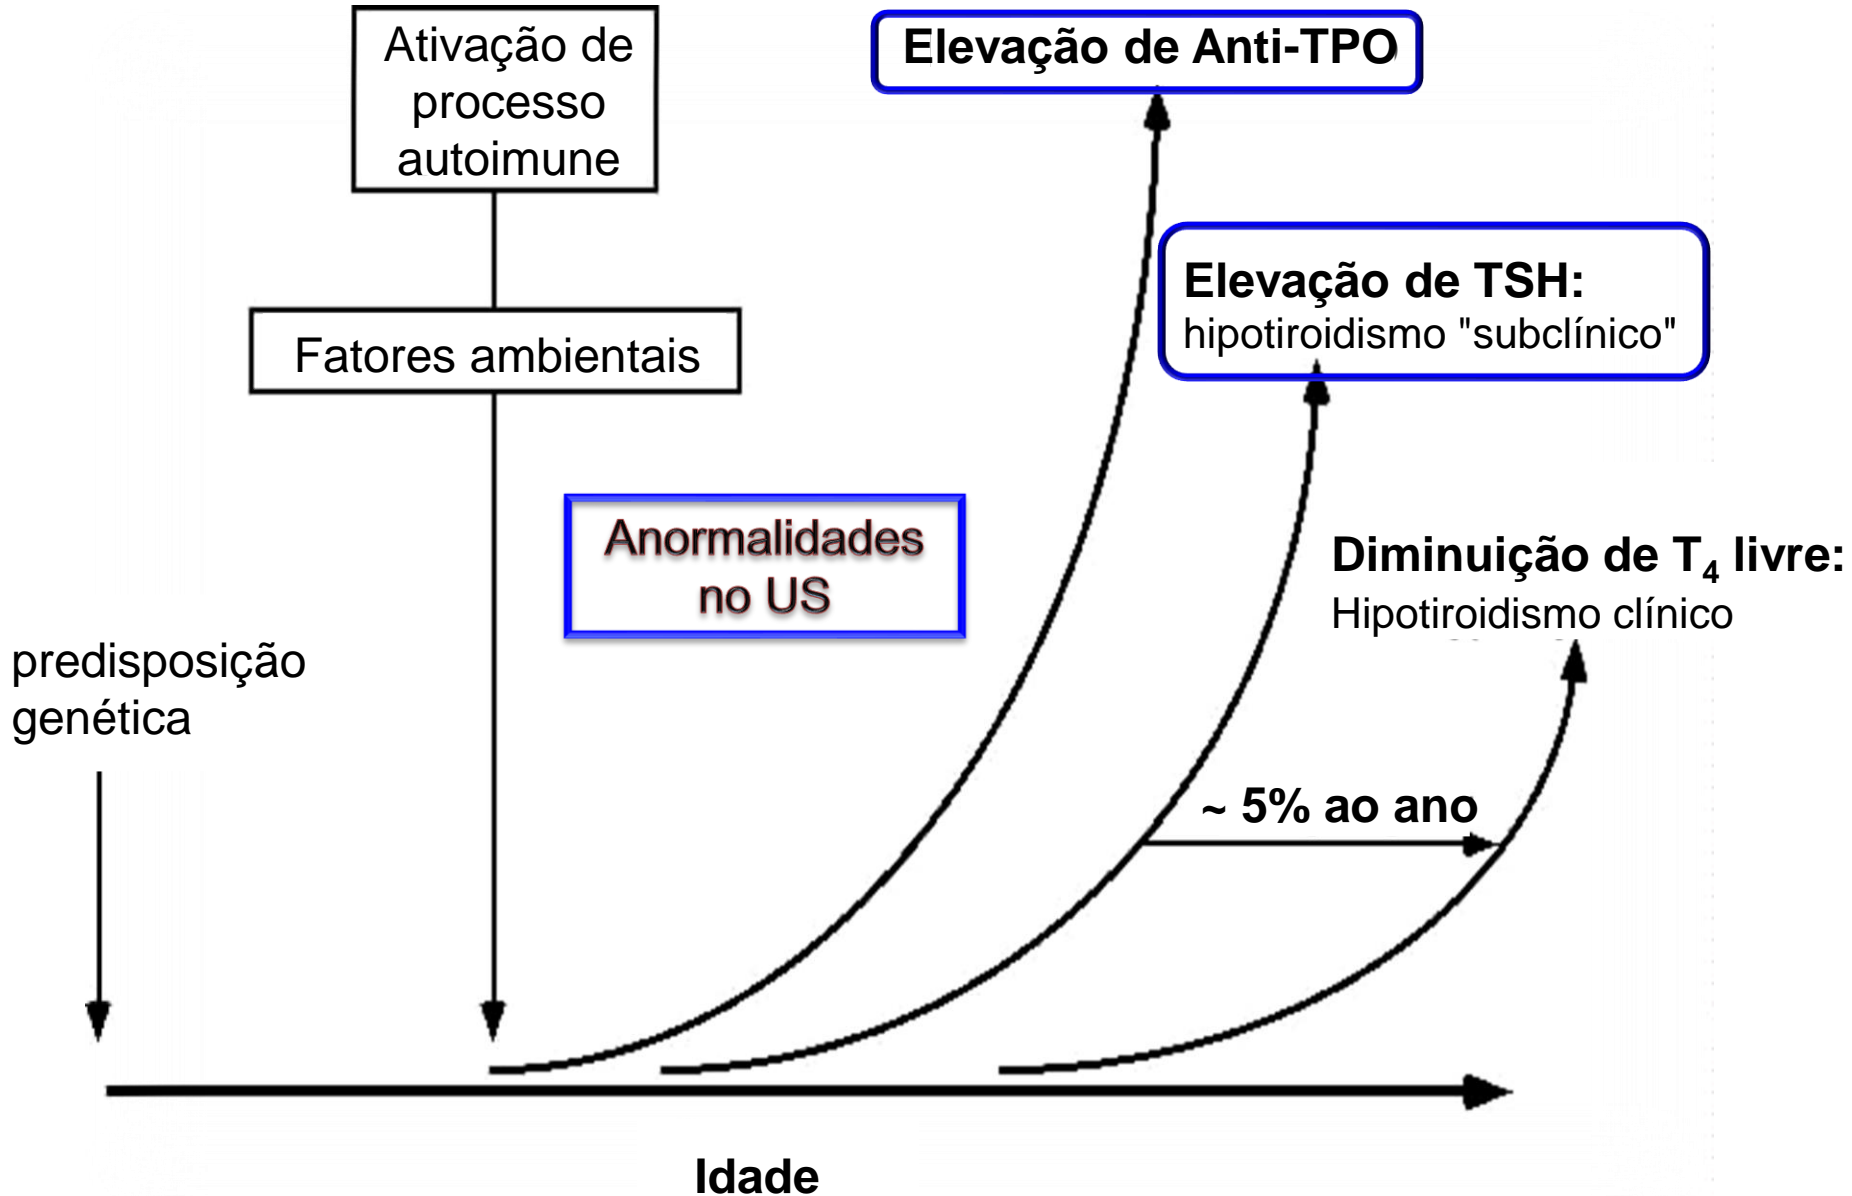 Ativação de
processo
autoimune
Elevação de Anti-TPO
Elevação de TSH:
hipotiroidismo "subclínico"
Fatores ambientais
Anormalidades
no US
Diminuição de T₄ livre:
Hipotiroidismo clínico
predisposição
genética
~ 5% ao ano
Idade